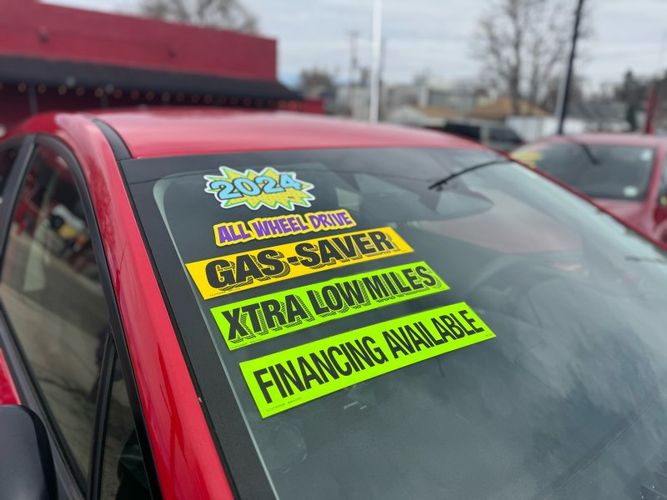 2024
ALL WHEEL DRIVE
GAS-SAVER
XTRA LOW MILES
FINANCING AVAILABLE